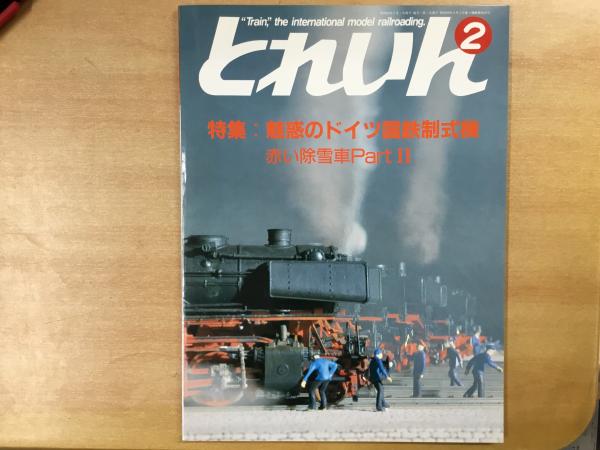 "Train," the international model railroading.
とれいん
2
特集：魅惑のドイツ國鉄制式機
赤い除雪車Part II